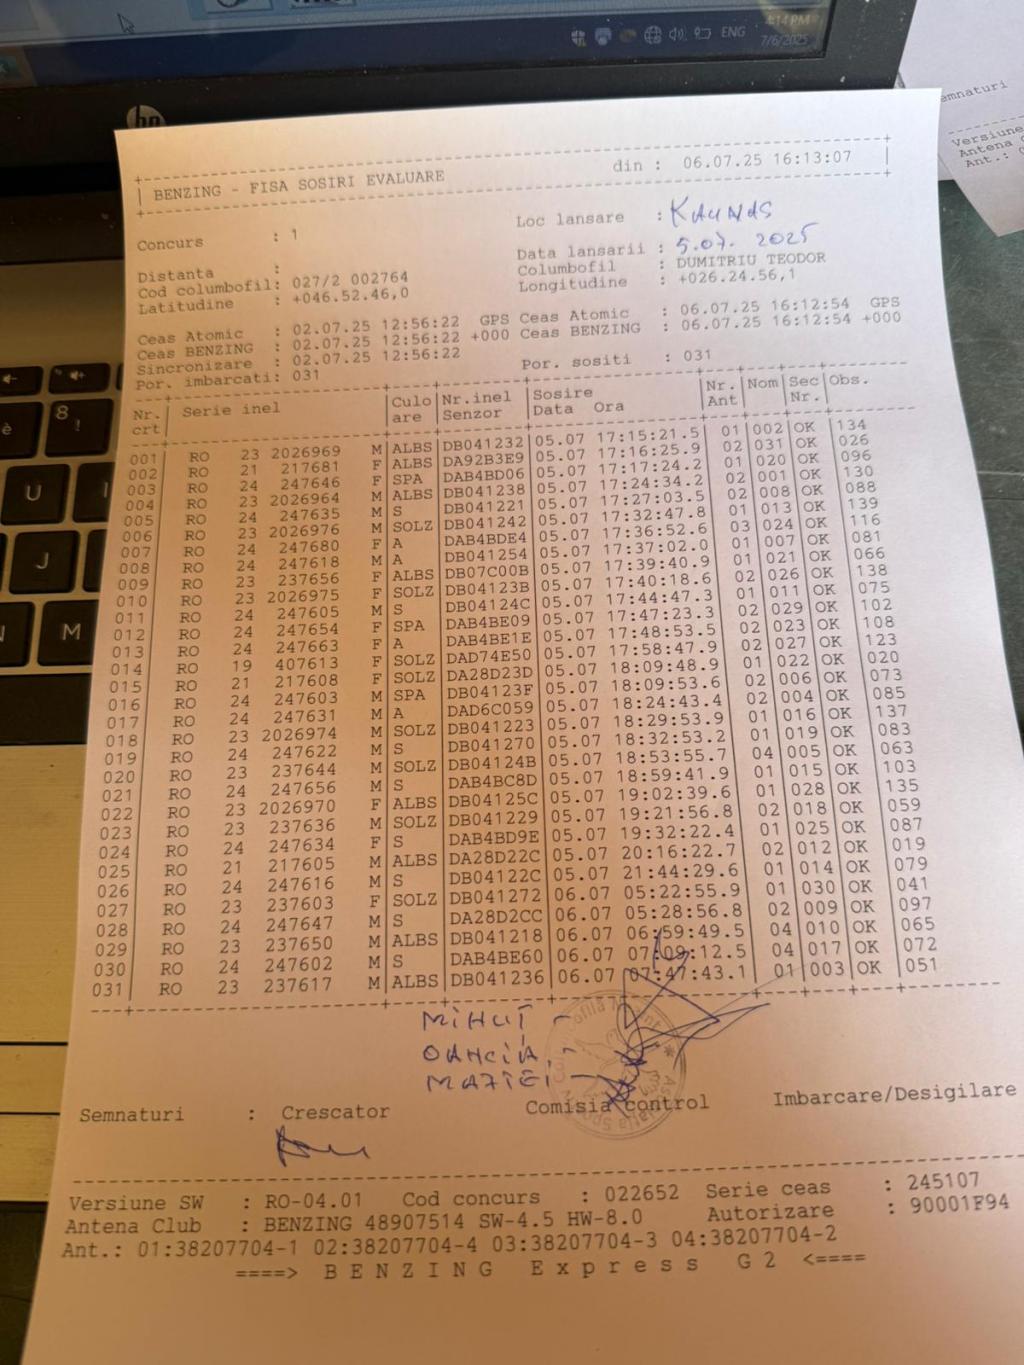 4:14 PM
ENG
7/6/2025
hp
BENZING - FISA SOSIRI EVALUARE din : 06.07.25 16:13:07
Concurs : 1 Loc lansare : KAUNAS
Data lansarii : 5.07. 2025
Distanta : Columbofil : DUMITRIU TEODOR
Cod columbofil: 027/2 002764 Longitudine : +026.24.56,1
Latitudine : +046.52.46,0
Ceas Atomic : 02.07.25 12:56:22 GPS Ceas Atomic : 06.07.25 16:12:54 GPS
Ceas BENZING : 02.07.25 12:56:22 +000 Ceas BENZING : 06.07.25 16:12:54 +000
Sincronizare : 02.07.25 12:56:22
Por. imbarcati: 031 Por. sositi : 031
Nr. crt Serie inel Culo are Nr.inel Senzor Sosire Data Ora Nr. Ant Nom Sec Nr. Obs.
001 RO 23 2026969 M ALBS DB041232 05.07 17:15:21.5 01 002 OK 134
002 RO 21 217681 F ALBS DA92B3E9 05.07 17:16:25.9 02 031 OK 026
003 RO 24 247646 F SPA DAB4BD06 05.07 17:17:24.2 01 020 OK 096
004 RO 23 2026964 M ALBS DB041238 05.07 17:24:34.2 02 001 OK 130
005 RO 24 247635 M S DB041221 05.07 17:27:03.5 02 008 OK 088
006 RO 23 2026976 M SOLZ DB041242 05.07 17:32:47.8 01 013 OK 139
007 RO 24 247680 F A DAB4BDE4 05.07 17:36:52.6 03 024 OK 116
008 RO 24 247618 M A DB041254 05.07 17:37:02.0 01 007 OK 081
009 RO 23 237656 F ALBS DB07C00B 05.07 17:39:40.9 01 021 OK 066
010 RO 23 2026975 F SOLZ DB04123B 05.07 17:40:18.6 02 026 OK 138
011 RO 24 247605 M S DB04124C 05.07 17:44:47.3 01 011 OK 075
012 RO 24 247654 F SPA DAB4BE09 05.07 17:47:23.3 02 029 OK 102
013 RO 24 247663 F A DAB4BE1E 05.07 17:48:53.5 02 023 OK 108
014 RO 19 407613 F SOLZ DAD74E50 05.07 17:58:47.9 02 027 OK 123
015 RO 21 217608 F SOLZ DA28D23D 05.07 18:09:48.9 01 022 OK 020
016 RO 24 247603 M SPA DB04123F 05.07 18:09:53.6 02 006 OK 073
017 RO 24 247631 M A DAD6C059 05.07 18:24:43.4 02 004 OK 085
018 RO 23 2026974 M SOLZ DB041223 05.07 18:29:53.9 01 016 OK 137
019 RO 24 247622 M S DB041270 05.07 18:32:53.2 01 019 OK 083
020 RO 23 237644 M SOLZ DB04124B 05.07 18:53:55.7 04 005 OK 063
021 RO 24 247656 M S DAB4BC8D 05.07 18:59:41.9 01 015 OK 103
022 RO 23 2026970 F ALBS DB04125C 05.07 19:02:39.6 01 028 OK 135
023 RO 23 237636 M SOLZ DB041229 05.07 19:21:56.8 02 018 OK 059
024 RO 24 247634 F S DAB4BD9E 05.07 19:32:22.4 01 025 OK 087
025 RO 21 217605 M ALBS DA28D22C 05.07 20:16:22.7 02 012 OK 019
026 RO 24 247616 M S DB04122C 05.07 21:44:29.6 01 014 OK 079
027 RO 23 237603 F SOLZ DB041272 06.07 05:22:55.9 01 030 OK 041
028 RO 24 247647 M S DA28D2CC 06.07 05:28:56.8 02 009 OK 097
029 RO 23 237650 M ALBS DB041218 06.07 06:59:49.5 04 010 OK 065
030 RO 24 247602 M S DAB4BE60 06.07 07:09:12.5 04 017 OK 072
031 RO 23 237617 M ALBS DB041236 06.07 07:47:43.1 01 003 OK 051
MIHUȚ -
OANCIA -
MAFTEI -
Semnaturi : Crescator Comisia control Imbarcare/Desigilare
Versiune SW : RO-04.01 Cod concurs : 022652 Serie ceas : 245107
Antena Club : BENZING 48907514 SW-4.5 HW-8.0 Autorizare : 90001F94
Ant.: 01:38207704-1 02:38207704-4 03:38207704-3 04:38207704-2
====> B E N Z I N G E x p r e s s G 2 <====
emnaturi
Versiune
Antena
Ant.:
8
U
J
M